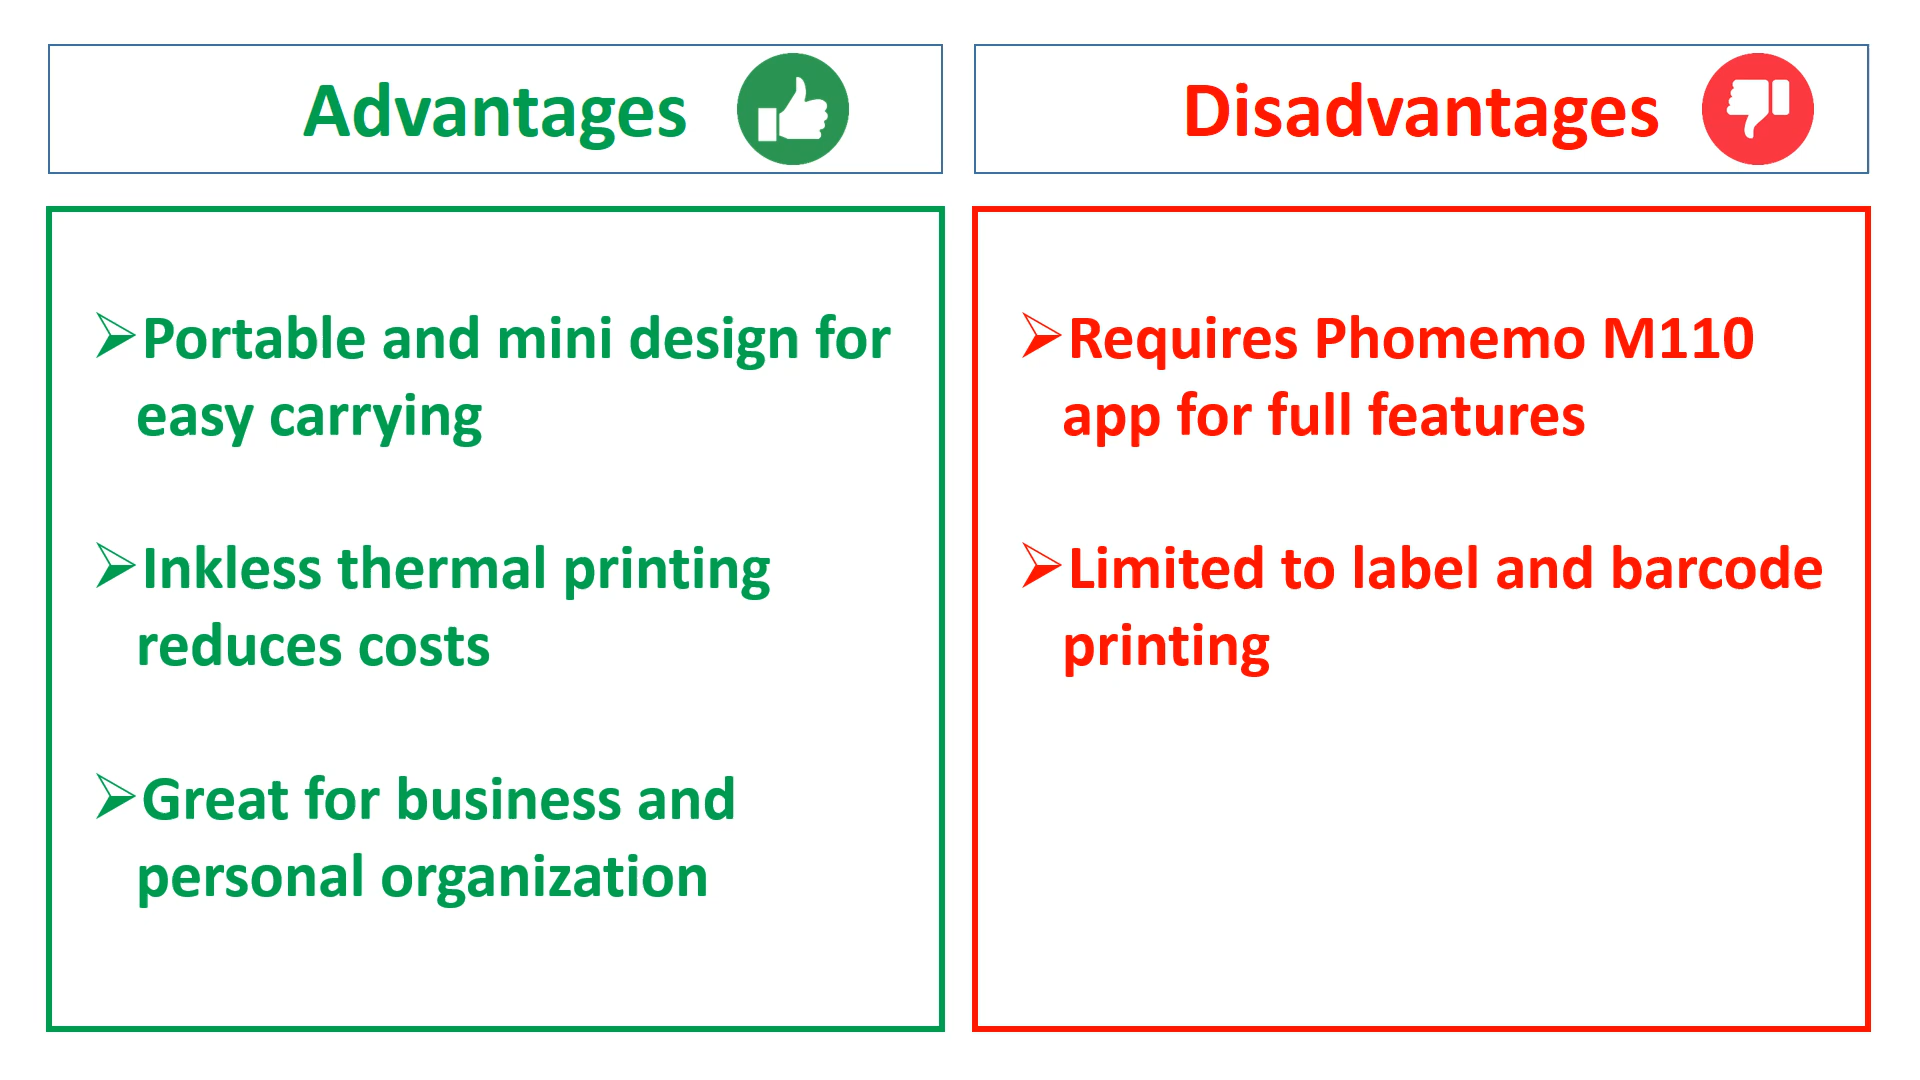 Advantages
Disadvantages
➢Portable and mini design for
easy carrying
➢Inkless thermal printing
reduces costs
➢Great for business and
personal organization
➢Requires Phomemo M110
app for full features
➢Limited to label and barcode
printing